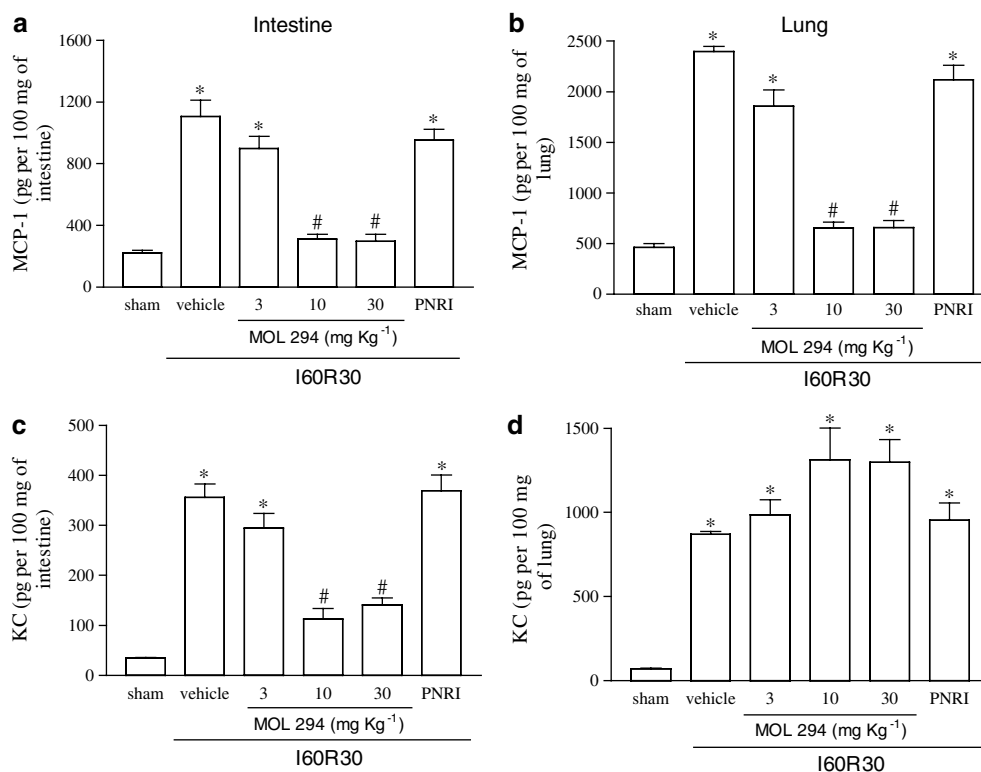 a
Intestine
MCP-1 (pg per 100 mg of
intestine)
1600
1200
800
400
0
*
*
#
#
*
sham vehicle 3 10 30 PNRI
MOL 294 (mg Kg⁻¹)
I60R30
b
Lung
MCP-1 (pg per 100 mg of
lung)
2500
2000
1500
1000
500
0
*
*
#
#
*
sham vehicle 3 10 30 PNRI
MOL 294 (mg Kg⁻¹)
I60R30
c
KC (pg per 100 mg of
intestine)
500
400
300
200
100
0
*
*
#
#
*
sham vehicle 3 10 30 PNRI
MOL 294 (mg Kg⁻¹)
I60R30
d
KC (pg per 100 mg
of lung)
1500
1000
500
0
*
*
*
*
*
sham vehicle 3 10 30 PNRI
MOL 294 (mg Kg⁻¹)
I60R30